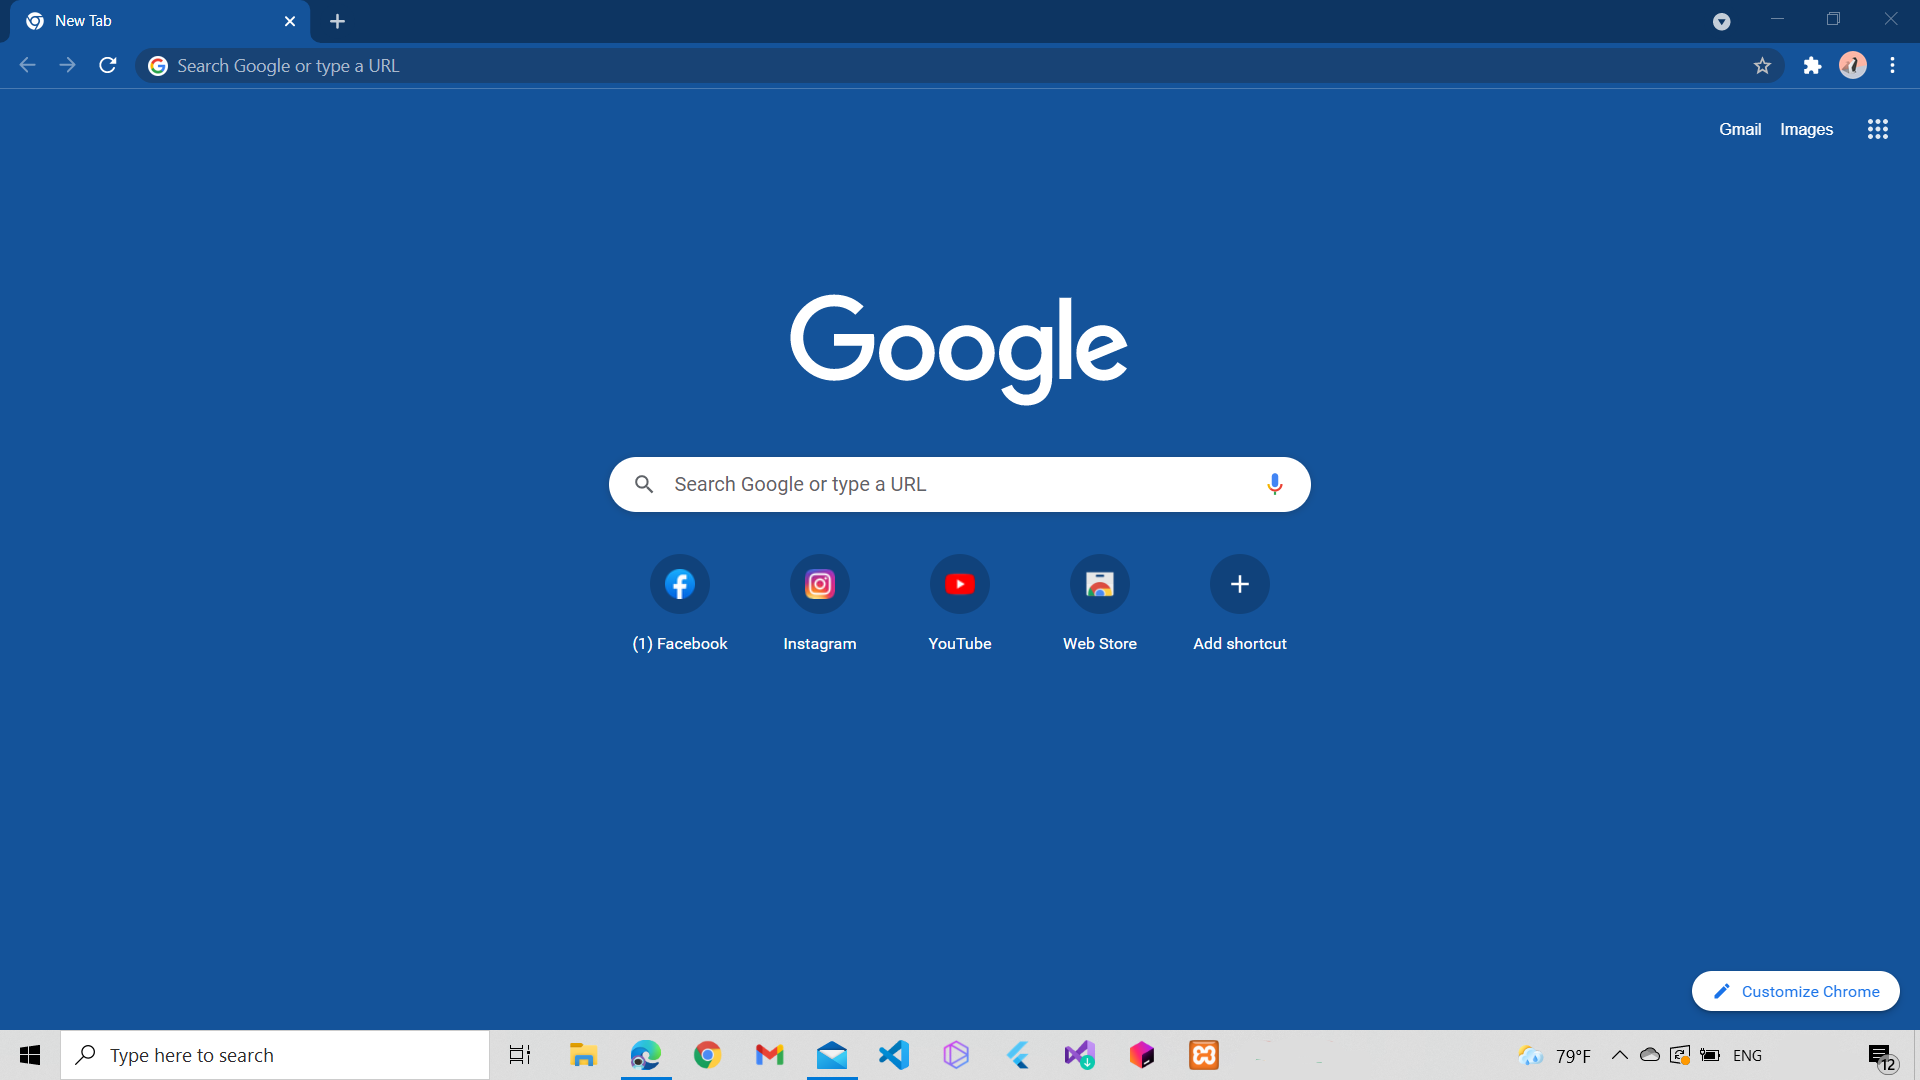 New Tab
Search Google or type a URL
Gmail Images
Google
Search Google or type a URL
(1) Facebook Instagram YouTube Web Store Add shortcut
Customize Chrome
Type here to search 79°F ENG 12